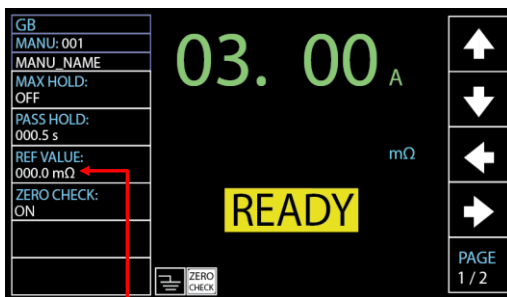 GB
MANU: 001
MANU_NAME
MAX HOLD:
OFF
PASS HOLD:
000.5 s
REF VALUE:
000.0 mΩ
ZERO CHECK:
ON
03. 00 A
mΩ
READY
ZERO
CHECK
PAGE
1 / 2